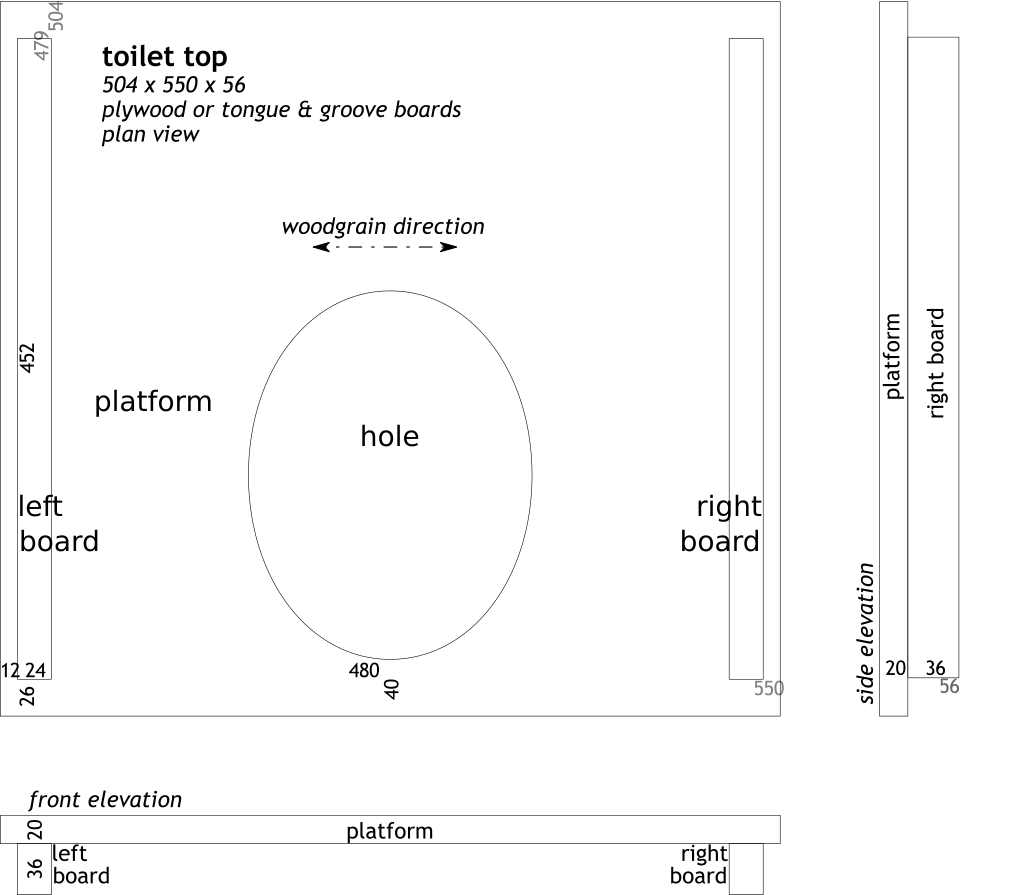 504
479
toilet top
504 x 550 x 56
plywood or tongue & groove boards
plan view
woodgrain direction
452
platform
hole
left
board
right
board
12 24
26
480
40
550
platform
right board
side elevation
20
36
56
front elevation
20
platform
36
left
board
right
board